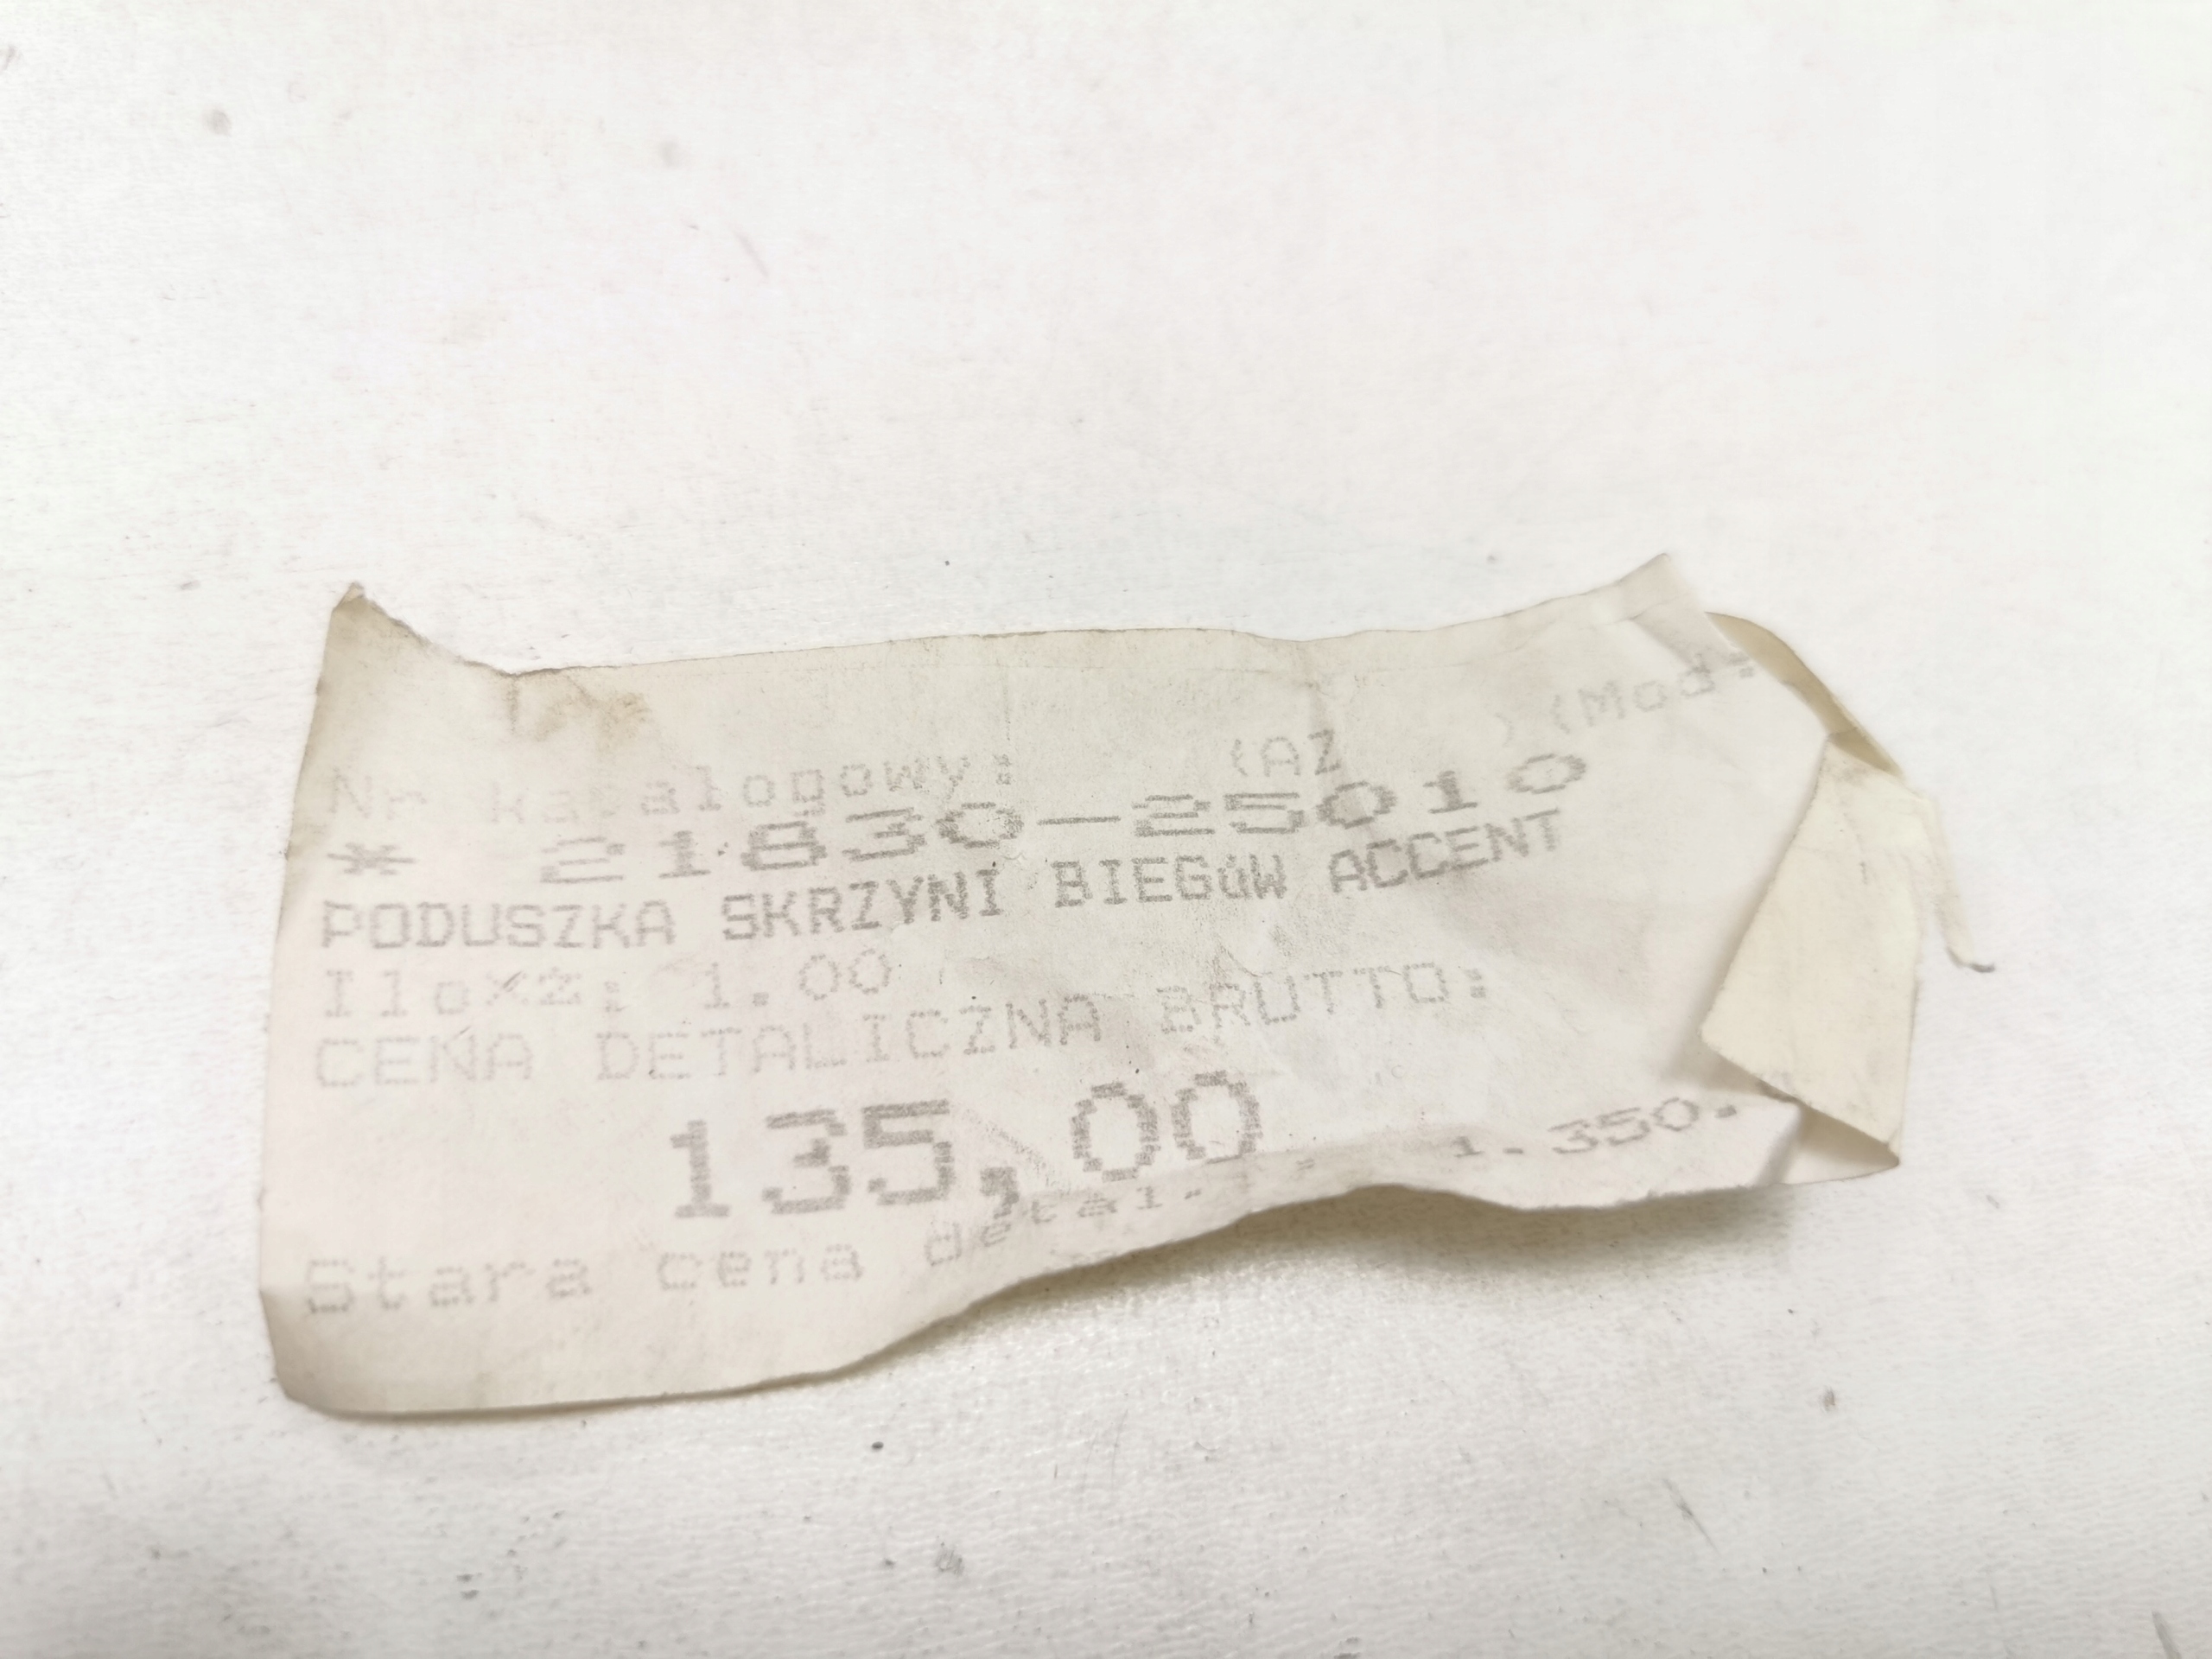 Nr katalogowy: (AZ ) (Mod:
* 21830-25010
PODUSZKA SKRZYNI BIEGóW ACCENT
1.00
CENA DETALICZNA BRUTTO:
135,00
Stara cena detal. : 1.350.